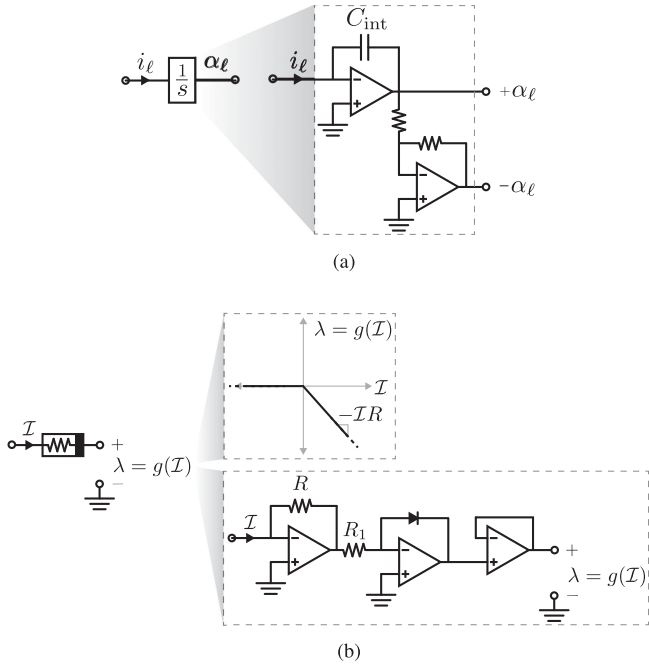 C_int
i_ℓ 1/s α_ℓ i_ℓ
− +
+α_ℓ
− +
−α_ℓ
(a)
λ = g(I)
I
−IR
I
+
λ = g(I)
−
R
I
R_1
− +
− +
− +
+
λ = g(I)
−
(b)